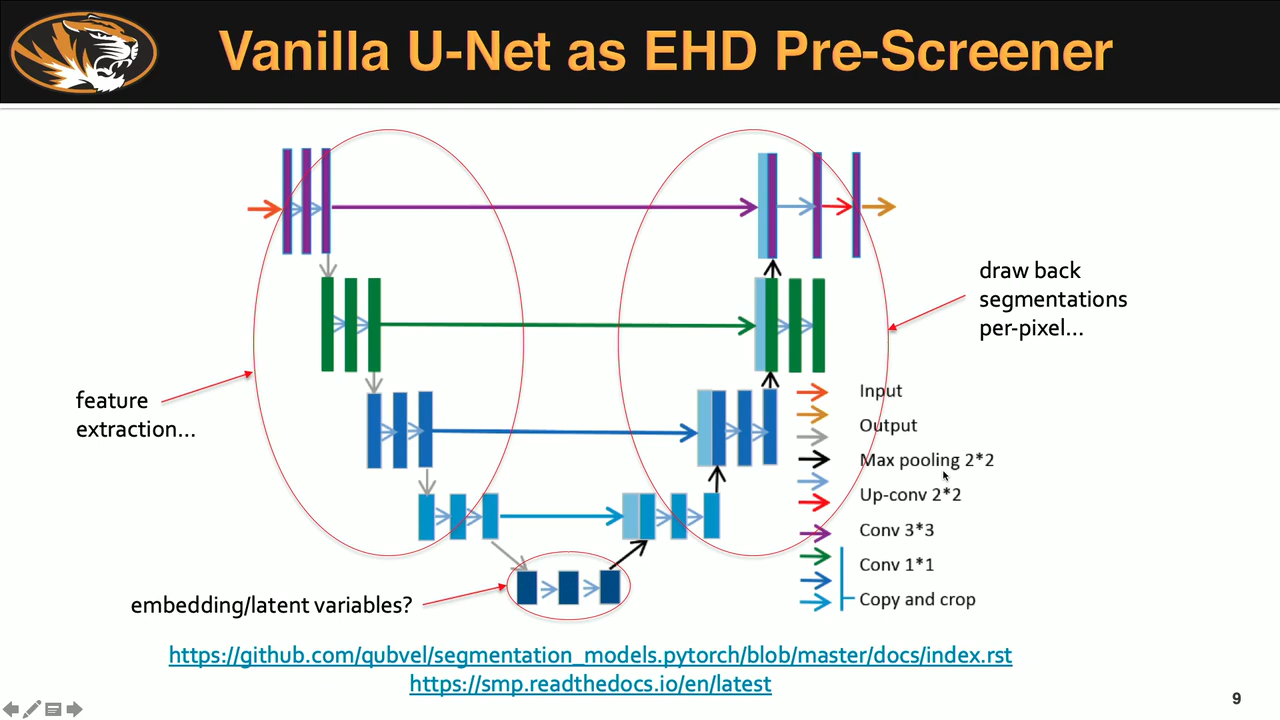 Vanilla U-Net as EHD Pre-Screener
draw back
segmentations
per-pixel...
feature
extraction...
Input
Output
Max pooling 2*2
Up-conv 2*2
Conv 3*3
Conv 1*1
Copy and crop
embedding/latent variables?
https://github.com/qubvel/segmentation_models.pytorch/blob/master/docs/index.rst
https://smp.readthedocs.io/en/latest
9